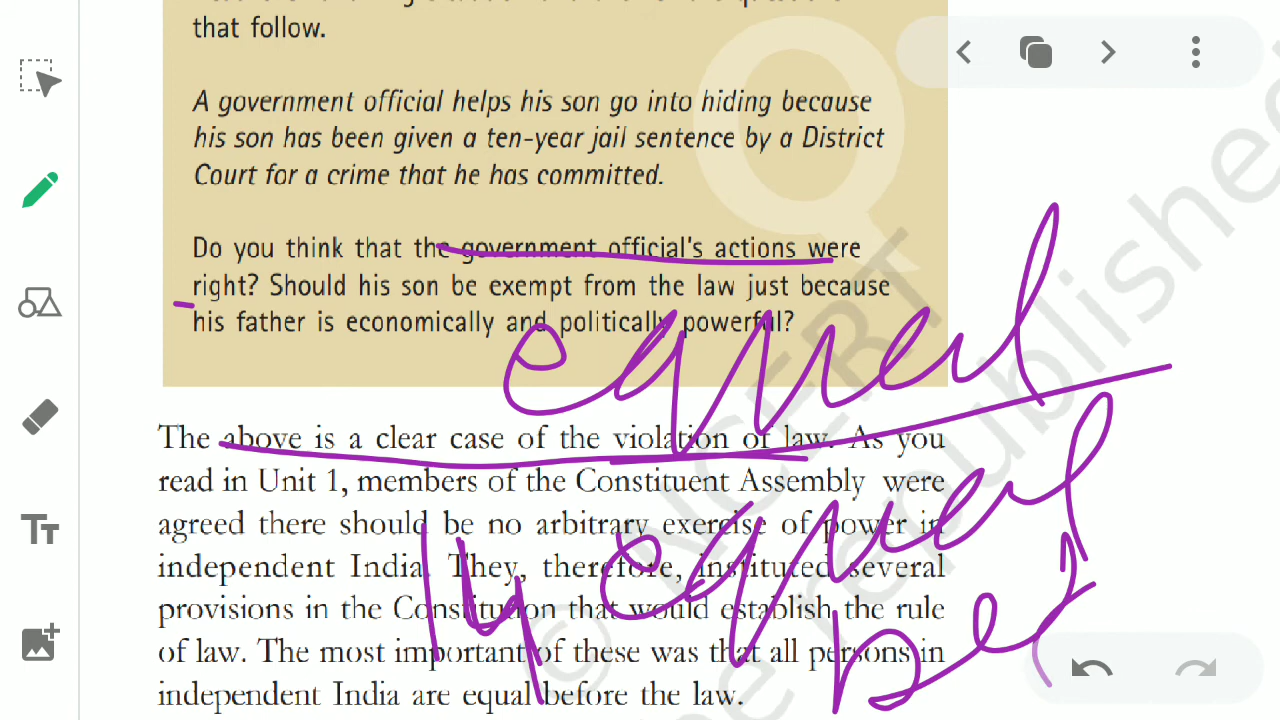 that follow.
A government official helps his son go into hiding because
his son has been given a ten-year jail sentence by a District
Court for a crime that he has committed.
Do you think that the government official's actions were
right? Should his son be exempt from the law just because
his father is economically and politically powerful?
equal
The above is a clear case of the violation of law. As you
read in Unit 1, members of the Constituent Assembly were
agreed there should be no arbitrary exercise of power in
independent India. They, therefore, instituted several
provisions in the Constitution that would establish the rule
of law. The most important of these was that all persons in
independent India are equal before the law.
14 equal
© NCERT
republished
Q
TT